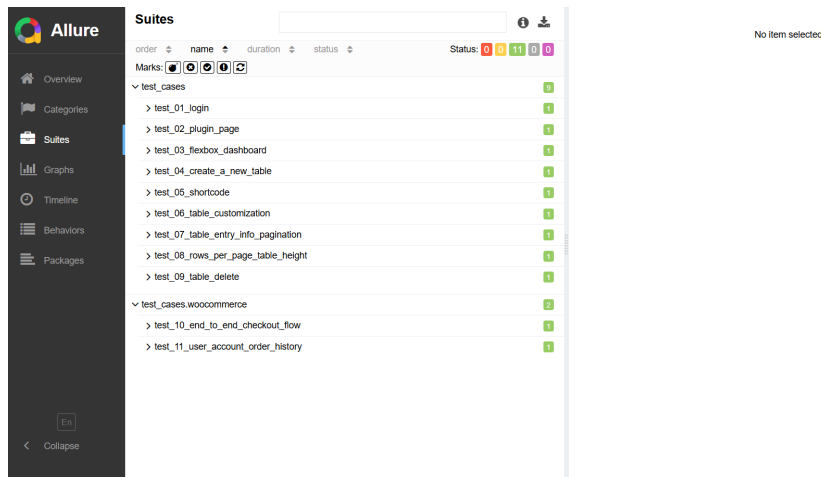 Allure
Overview
Categories
Suites
Graphs
Timeline
Behaviors
Packages
En
Collapse
Suites
order name duration status Status: 0 0 11 0 0
Marks:
test_cases 9
test_01_login 1
test_02_plugin_page 1
test_03_flexbox_dashboard 1
test_04_create_a_new_table 1
test_05_shortcode 1
test_06_table_customization 1
test_07_table_entry_info_pagination 1
test_08_rows_per_page_table_height 1
test_09_table_delete 1
test_cases.woocommerce 2
test_10_end_to_end_checkout_flow 1
test_11_user_account_order_history 1
No item selected